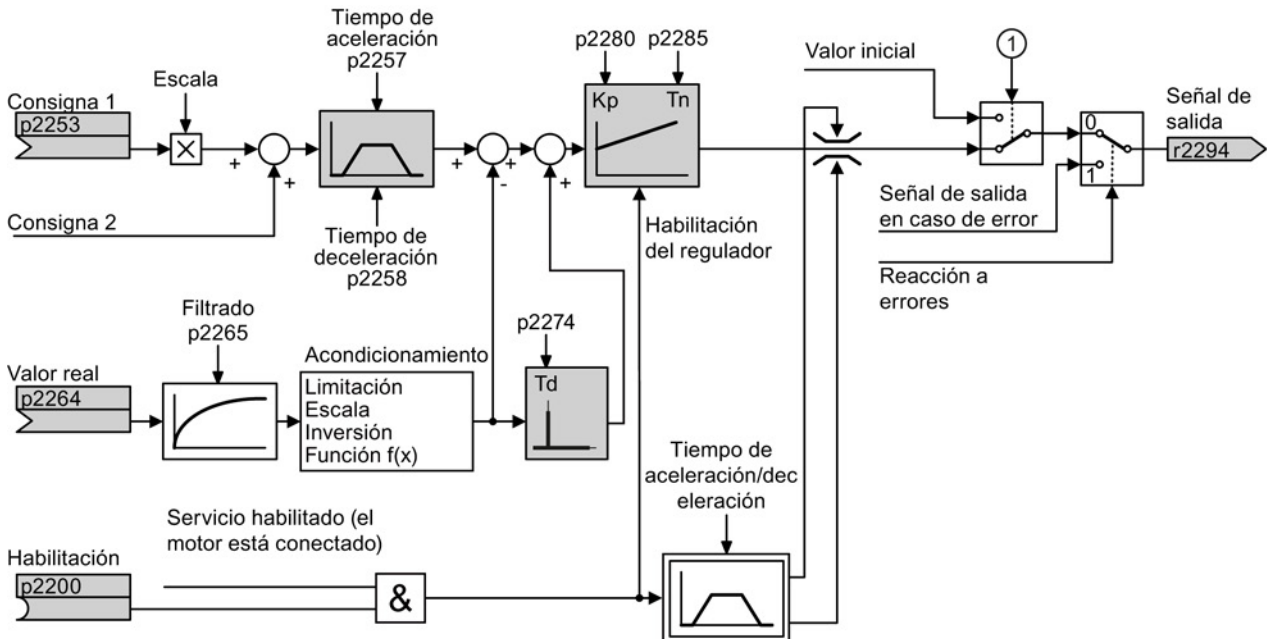 Tiempo de
aceleración
p2257
p2280
p2285
Escala
Consigna 1
p2253
×
+
+
Kp
Tn
+
-
+
+
Valor inicial
1
0
1
Señal de
salida
r2294
Consigna 2
Tiempo de
deceleración
p2258
Habilitación
del regulador
Señal de salida
en caso de error
Reacción a
errores
Filtrado
p2265
p2274
Valor real
p2264
Acondicionamiento
Limitación
Escala
Inversión
Función f(x)
Td
Tiempo de
aceleración/dec
eleración
Servicio habilitado (el
motor está conectado)
Habilitación
p2200
&